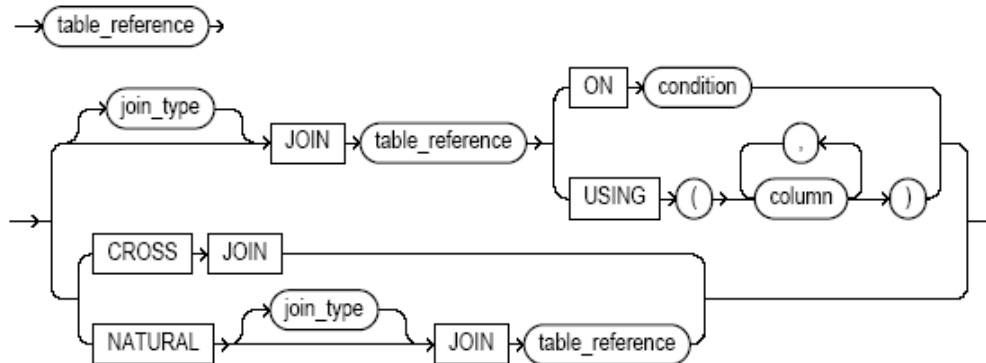 table_reference
join_type JOIN table_reference ON condition
USING ( column , )
CROSS JOIN
NATURAL join_type JOIN table_reference